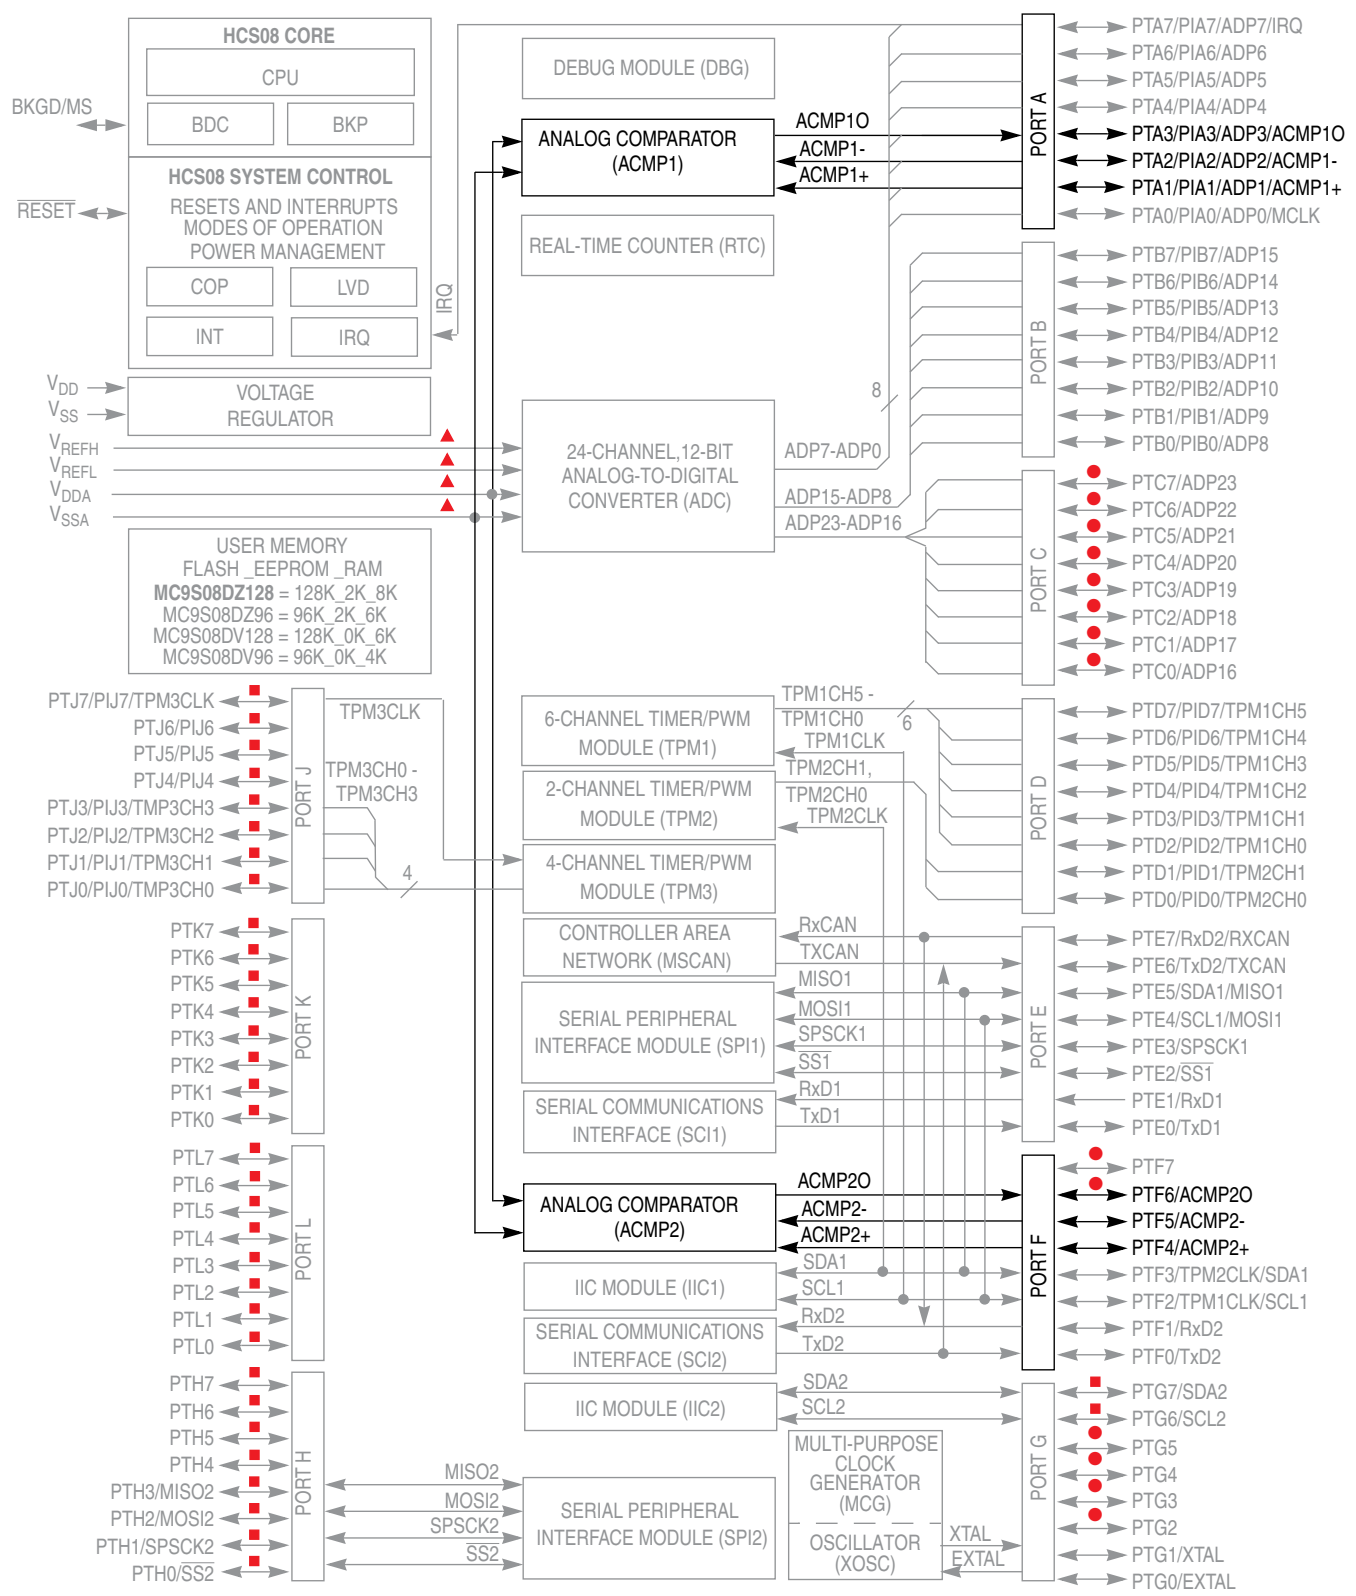 HCS08 CORE
CPU
BDC
BKP
BKGD/MS
HCS08 SYSTEM CONTROL
RESETS AND INTERRUPTS
MODES OF OPERATION
POWER MANAGEMENT
COP
LVD
INT
IRQ
RESET
IRQ
VDD
VSS
VOLTAGE
REGULATOR
VREFH
VREFL
VDDA
VSSA
USER MEMORY
FLASH _EEPROM _RAM
MC9S08DZ128 = 128K_2K_8K
MC9S08DZ96 = 96K_2K_6K
MC9S08DV128 = 128K_0K_6K
MC9S08DV96 = 96K_0K_4K
DEBUG MODULE (DBG)
ANALOG COMPARATOR
(ACMP1)
ACMP1O
ACMP1-
ACMP1+
REAL-TIME COUNTER (RTC)
24-CHANNEL,12-BIT
ANALOG-TO-DIGITAL
CONVERTER (ADC)
8
ADP7-ADP0
ADP15-ADP8
ADP23-ADP16
PORT A
PTA7/PIA7/ADP7/IRQ
PTA6/PIA6/ADP6
PTA5/PIA5/ADP5
PTA4/PIA4/ADP4
PTA3/PIA3/ADP3/ACMP1O
PTA2/PIA2/ADP2/ACMP1-
PTA1/PIA1/ADP1/ACMP1+
PTA0/PIA0/ADP0/MCLK
PORT B
PTB7/PIB7/ADP15
PTB6/PIB6/ADP14
PTB5/PIB5/ADP13
PTB4/PIB4/ADP12
PTB3/PIB3/ADP11
PTB2/PIB2/ADP10
PTB1/PIB1/ADP9
PTB0/PIB0/ADP8
PORT C
PTC7/ADP23
PTC6/ADP22
PTC5/ADP21
PTC4/ADP20
PTC3/ADP19
PTC2/ADP18
PTC1/ADP17
PTC0/ADP16
PTJ7/PIJ7/TPM3CLK
PTJ6/PIJ6
PTJ5/PIJ5
PTJ4/PIJ4
PTJ3/PIJ3/TMP3CH3
PTJ2/PIJ2/TPM3CH2
PTJ1/PIJ1/TPM3CH1
PTJ0/PIJ0/TMP3CH0
PORT J
TPM3CLK
TPM3CH0 -
TPM3CH3
4
6-CHANNEL TIMER/PWM
MODULE (TPM1)
TPM1CH5 -
TPM1CH0
6
TPM1CLK
2-CHANNEL TIMER/PWM
MODULE (TPM2)
TPM2CH1,
TPM2CH0
TPM2CLK
4-CHANNEL TIMER/PWM
MODULE (TPM3)
PORT D
PTD7/PID7/TPM1CH5
PTD6/PID6/TPM1CH4
PTD5/PID5/TPM1CH3
PTD4/PID4/TPM1CH2
PTD3/PID3/TPM1CH1
PTD2/PID2/TPM1CH0
PTD1/PID1/TPM2CH1
PTD0/PID0/TPM2CH0
PTK7
PTK6
PTK5
PTK4
PTK3
PTK2
PTK1
PTK0
PORT K
CONTROLLER AREA
NETWORK (MSCAN)
RxCAN
TXCAN
SERIAL PERIPHERAL
INTERFACE MODULE (SPI1)
MISO1
MOSI1
SPSCK1
SS1
SERIAL COMMUNICATIONS
INTERFACE (SCI1)
RxD1
TxD1
PORT E
PTE7/RxD2/RXCAN
PTE6/TxD2/TXCAN
PTE5/SDA1/MISO1
PTE4/SCL1/MOSI1
PTE3/SPSCK1
PTE2/SS1
PTE1/RxD1
PTE0/TxD1
PTL7
PTL6
PTL5
PTL4
PTL3
PTL2
PTL1
PTL0
PORT L
ANALOG COMPARATOR
(ACMP2)
ACMP2O
ACMP2-
ACMP2+
IIC MODULE (IIC1)
SDA1
SCL1
SERIAL COMMUNICATIONS
INTERFACE (SCI2)
RxD2
TxD2
PORT F
PTF7
PTF6/ACMP2O
PTF5/ACMP2-
PTF4/ACMP2+
PTF3/TPM2CLK/SDA1
PTF2/TPM1CLK/SCL1
PTF1/RxD2
PTF0/TxD2
PTH7
PTH6
PTH5
PTH4
PTH3/MISO2
PTH2/MOSI2
PTH1/SPSCK2
PTH0/SS2
PORT H
MISO2
MOSI2
SPSCK2
SS2
IIC MODULE (IIC2)
SDA2
SCL2
SERIAL PERIPHERAL
INTERFACE MODULE (SPI2)
MULTI-PURPOSE
CLOCK
GENERATOR
(MCG)
OSCILLATOR
(XOSC)
XTAL
EXTAL
PORT G
PTG7/SDA2
PTG6/SCL2
PTG5
PTG4
PTG3
PTG2
PTG1/XTAL
PTG0/EXTAL